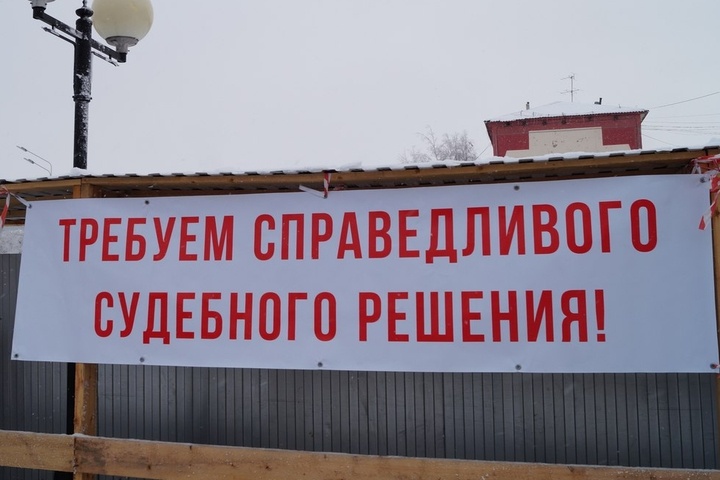 ТРЕБУЕМ СПРАВЕДЛИВОГО
СУДЕБНОГО РЕШЕНИЯ!